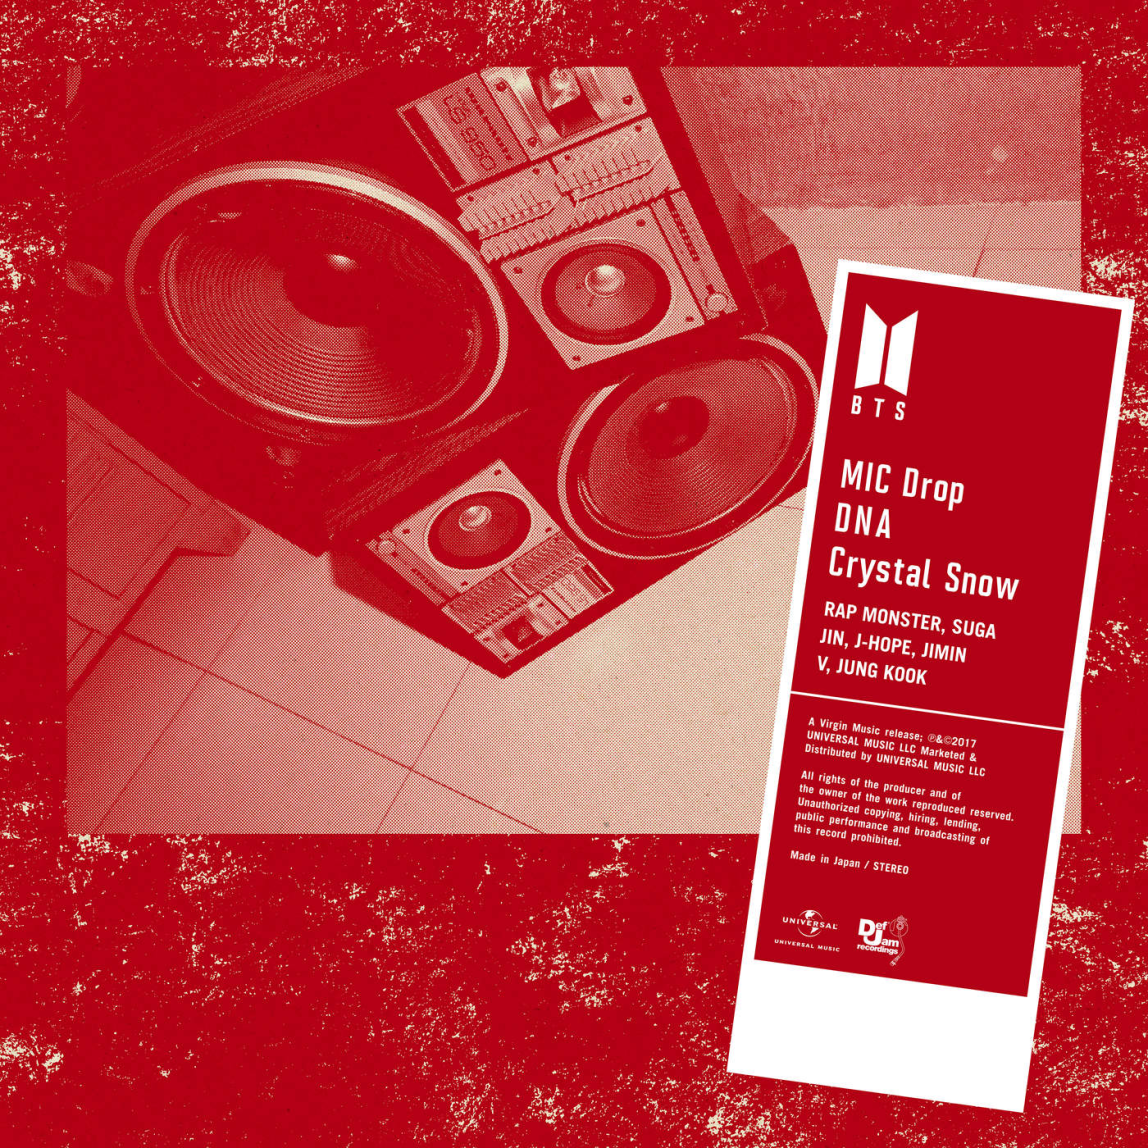 LS 950
BTS
MIC Drop
DNA
Crystal Snow
RAP MONSTER, SUGA
JIN, J-HOPE, JIMIN
V, JUNG KOOK
A Virgin Music release; ℗&©2017
UNIVERSAL MUSIC LLC Marketed &
Distributed by UNIVERSAL MUSIC LLC
All rights of the producer and of
the owner of the work reproduced reserved.
Unauthorized copying, hiring, lending,
public performance and broadcasting of
this record prohibited.
Made in Japan / STEREO
UNIVERSAL
UNIVERSAL MUSIC
Def
Jam
recordings